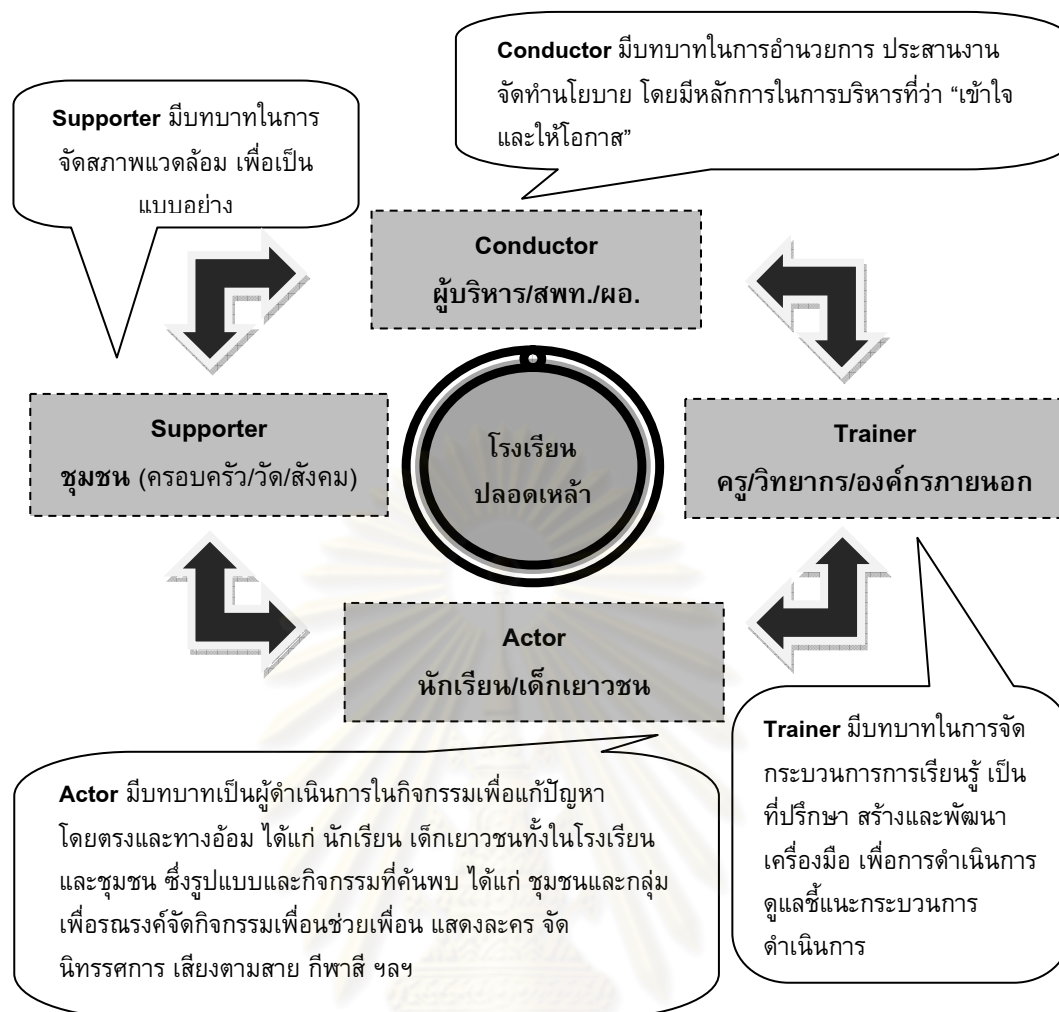 Conductor มีบทบาทในการอำนวยการ ประสานงาน
จัดทำนโยบาย โดยมีหลักการในการบริหารที่ว่า “เข้าใจ
และให้โอกาส”
Supporter มีบทบาทในการ
จัดสภาพแวดล้อม เพื่อเป็น
แบบอย่าง
Conductor
ผู้บริหาร/สพท./ผอ.
Supporter
ชุมชน (ครอบครัว/วัด/สังคม)
โรงเรียน
ปลอดเหล้า
Trainer
ครู/วิทยากร/องค์กรภายนอก
Actor
นักเรียน/เด็กเยาวชน
Trainer มีบทบาทในการจัด
กระบวนการการเรียนรู้ เป็น
ที่ปรึกษา สร้างและพัฒนา
เครื่องมือ เพื่อการดำเนินการ
ดูแลชี้แนะกระบวนการ
ดำเนินการ
Actor มีบทบาทเป็นผู้ดำเนินการในกิจกรรมเพื่อแก้ปัญหา
โดยตรงและทางอ้อม ได้แก่ นักเรียน เด็กเยาวชนทั้งในโรงเรียน
และชุมชน ซึ่งรูปแบบและกิจกรรมที่ค้นพบ ได้แก่ ชุมชนและกลุ่ม
เพื่อรณรงค์จัดกิจกรรมเพื่อนช่วยเพื่อน แสดงละคร จัด
นิทรรศการ เสียงตามสาย กีฬาสี ฯลฯ